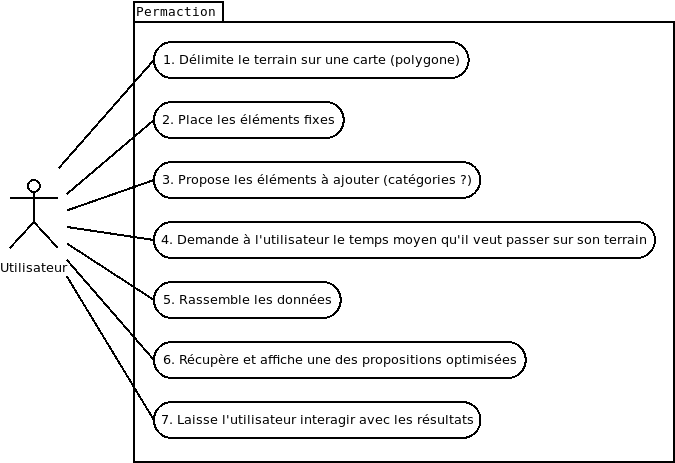 Permaction
1. Délimite le terrain sur une carte (polygone)
2. Place les éléments fixes
3. Propose les éléments à ajouter (catégories ?)
4. Demande à l'utilisateur le temps moyen qu'il veut passer sur son terrain
Utilisateur
5. Rassemble les données
6. Récupère et affiche une des propositions optimisées
7. Laisse l'utilisateur interagir avec les résultats